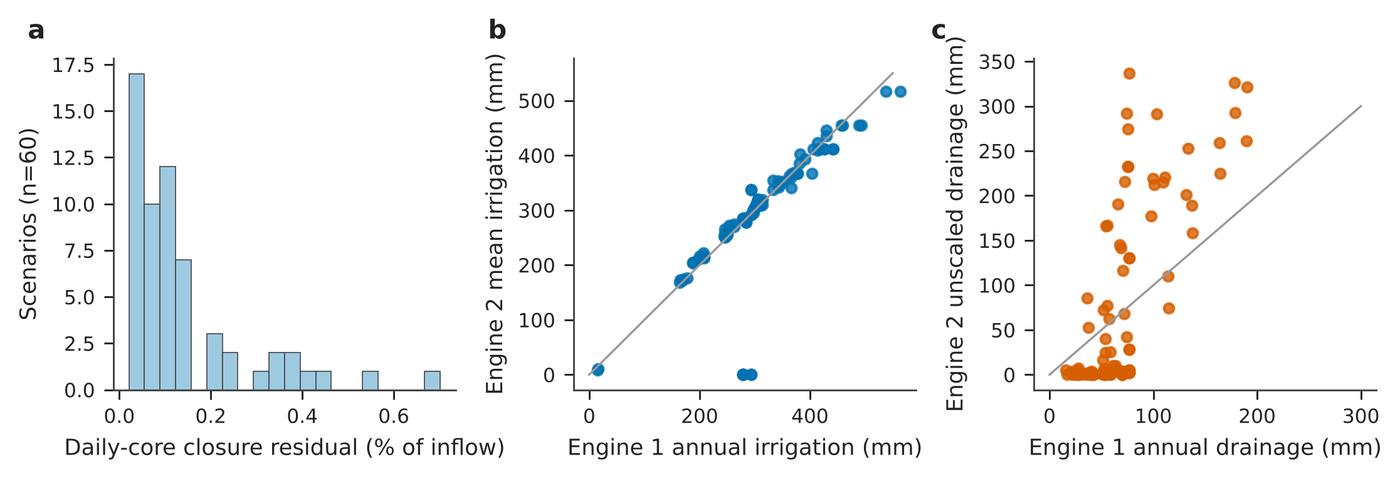 a
Scenarios (n=60)
17.5
15.0
12.5
10.0
7.5
5.0
2.5
0.0
0.0 0.2 0.4 0.6
Daily-core closure residual (% of inflow)
b
Engine 2 mean irrigation (mm)
500
400
300
200
100
0
0 200 400
Engine 1 annual irrigation (mm)
c
Engine 2 unscaled drainage (mm)
350
300
250
200
150
100
50
0
0 100 200 300
Engine 1 annual drainage (mm)